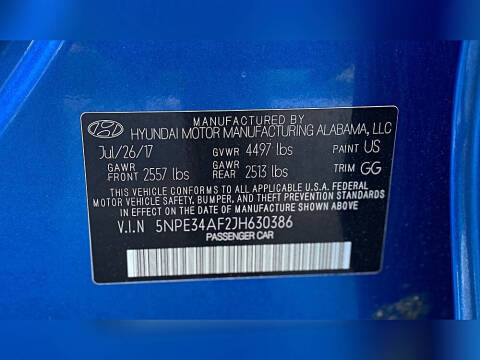 MANUFACTURED BY
HYUNDAI MOTOR MANUFACTURING ALABAMA, LLC
Jul/26/17 GVWR 4497 lbs PAINT US
GAWR FRONT 2557 lbs GAWR REAR 2513 lbs TRIM GG
THIS VEHICLE CONFORMS TO ALL APPLICABLE U.S.A. FEDERAL
MOTOR VEHICLE SAFETY, BUMPER, AND THEFT PREVENTION STANDARDS
IN EFFECT ON THE DATE OF MANUFACTURE SHOWN ABOVE
V.I.N 5NPE34AF2JH630386
PASSENGER CAR